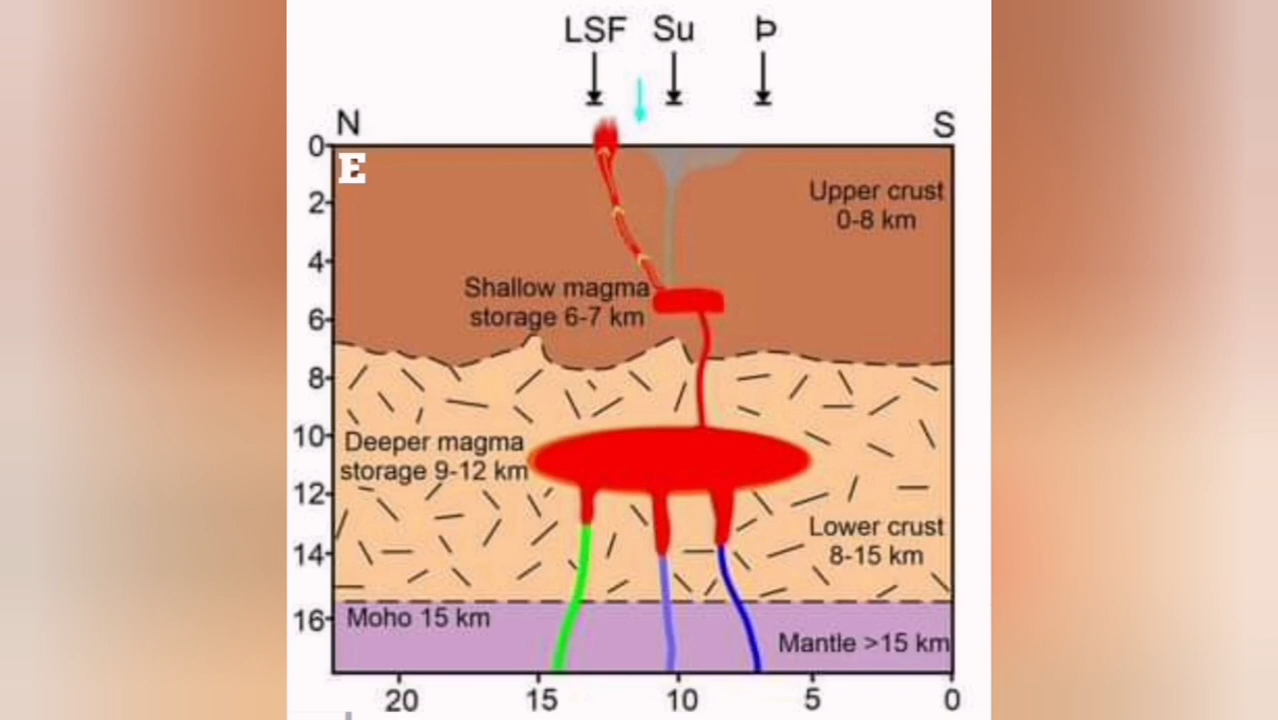 LSF Su Þ
N S
0
E
Upper crust
0-8 km
2
4
Shallow magma
storage 6-7 km
6
8
10
Deeper magma
storage 9-12 km
12
Lower crust
8-15 km
14
16
Moho 15 km
Mantle >15 km
20 15 10 5 0